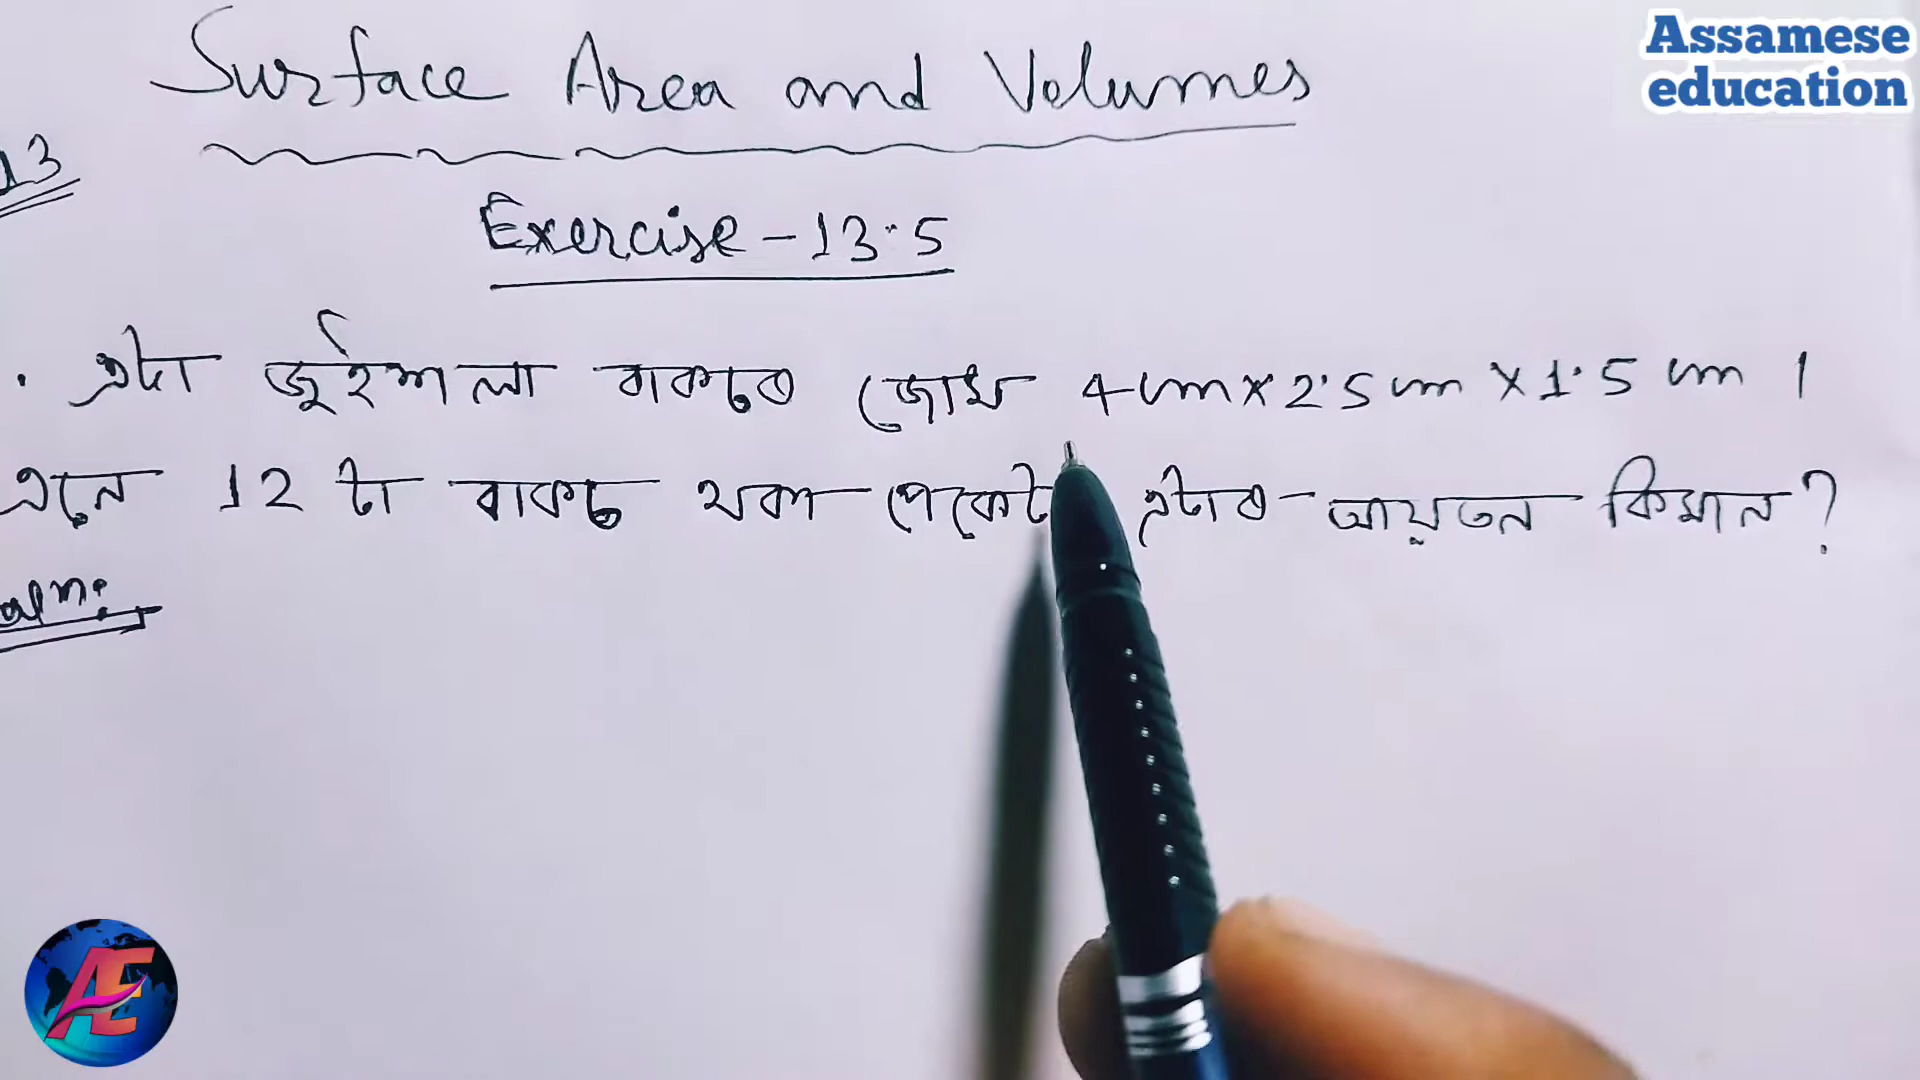 Assamese
education
Surface Area and Volumes
13
Exercise - 13.5
. এটা জুইশলা বাকচৰ জোখ 4 cm x 2.5 cm x 1.5 cm ।
এনে 12 টা বাকচ থকা পেকেট এটাৰ আয়তন কিমান ?
Soln:
AE